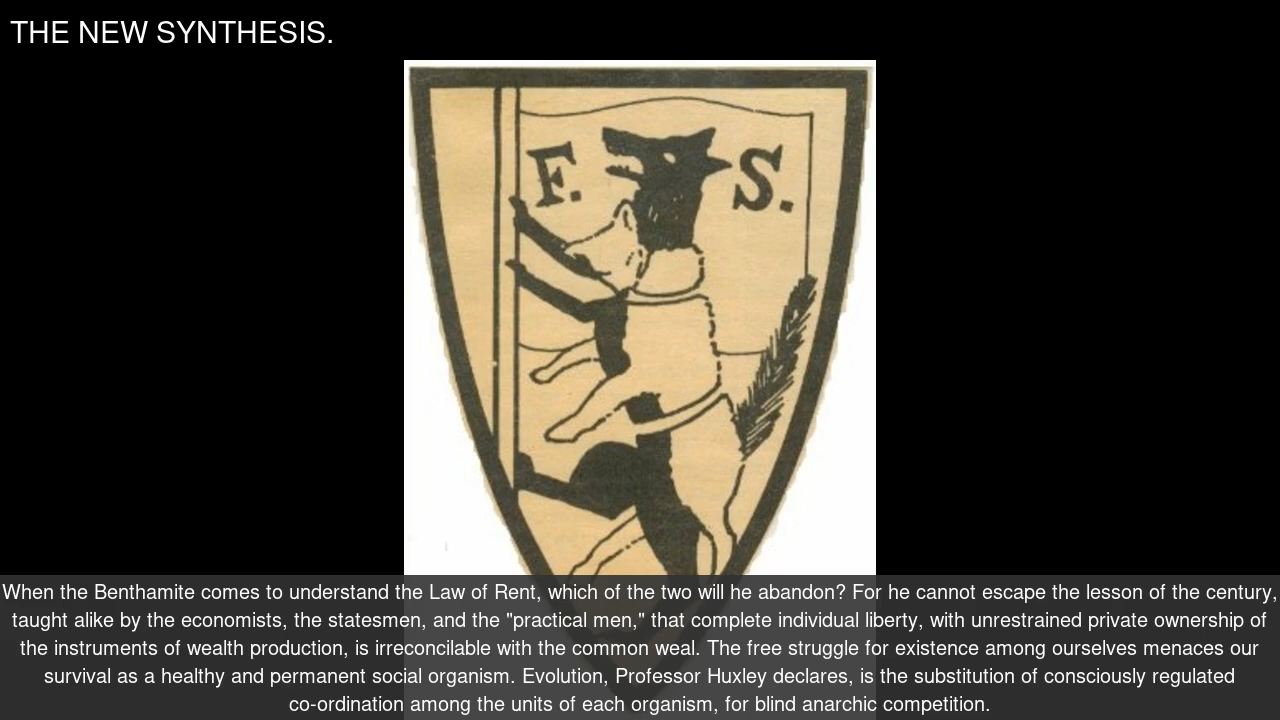 THE NEW SYNTHESIS.
F. S.
When the Benthamite comes to understand the Law of Rent, which of the two will he abandon? For he cannot escape the lesson of the century,
taught alike by the economists, the statesmen, and the "practical men," that complete individual liberty, with unrestrained private ownership of
the instruments of wealth production, is irreconcilable with the common weal. The free struggle for existence among ourselves menaces our
survival as a healthy and permanent social organism. Evolution, Professor Huxley declares, is the substitution of consciously regulated
co-ordination among the units of each organism, for blind anarchic competition.